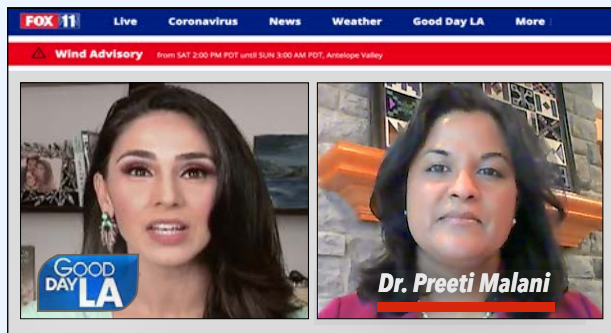 FOX 11 Live Coronavirus News Weather Good Day LA More
Wind Advisory from SAT 2:00 PM PDT until SUN 3:00 AM PDT, Antelope Valley
GOOD
DAY LA
Dr. Preeti Malani